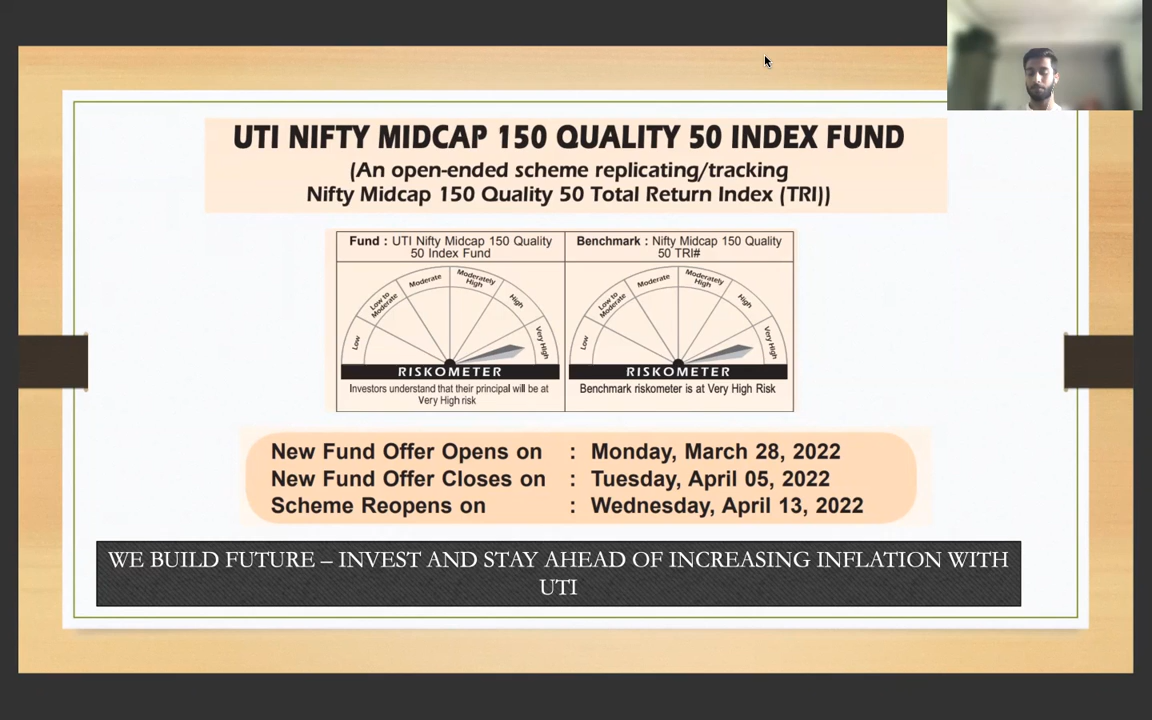 UTI NIFTY MIDCAP 150 QUALITY 50 INDEX FUND
(An open-ended scheme replicating/tracking
Nifty Midcap 150 Quality 50 Total Return Index (TRI))
Fund : UTI Nifty Midcap 150 Quality
50 Index Fund
Low
Low to
Moderate
Moderate
Moderately
High
High
Very High
RISKOMETER
Investors understand that their principal will be at
Very High risk
Benchmark : Nifty Midcap 150 Quality
50 TRI#
Low
Low to
Moderate
Moderate
Moderately
High
High
Very High
RISKOMETER
Benchmark riskometer is at Very High Risk
New Fund Offer Opens on : Monday, March 28, 2022
New Fund Offer Closes on : Tuesday, April 05, 2022
Scheme Reopens on : Wednesday, April 13, 2022
WE BUILD FUTURE – INVEST AND STAY AHEAD OF INCREASING INFLATION WITH
UTI